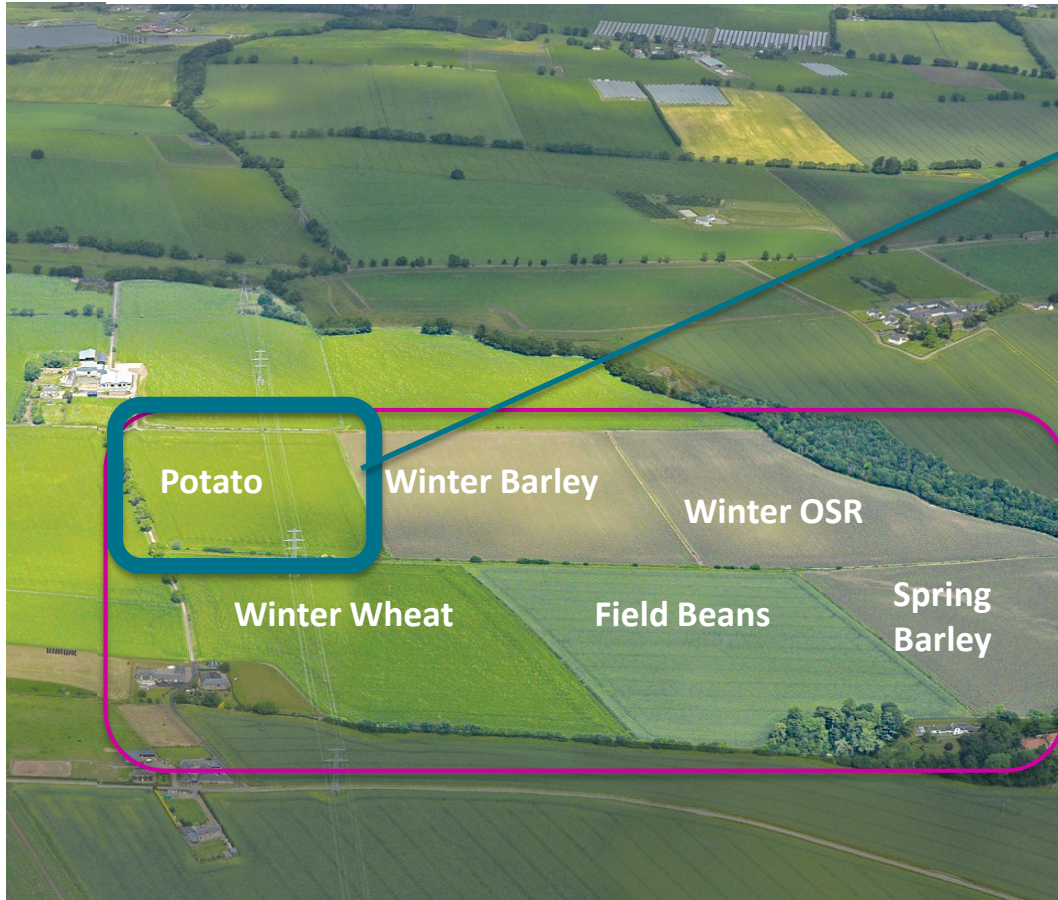 Potato
Winter Barley
Winter OSR
Winter Wheat
Field Beans
Spring
Barley